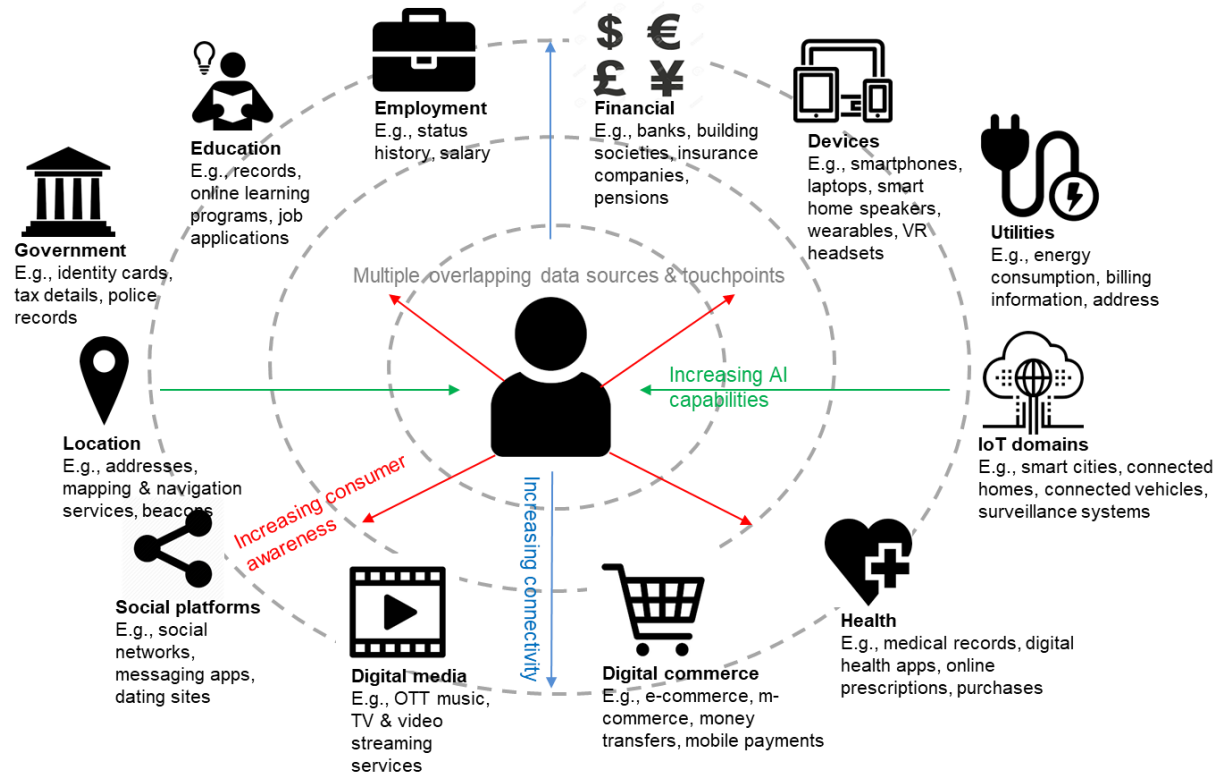 $ €
£ ¥
Employment
E.g., status
history, salary
Financial
E.g., banks, building
societies, insurance
companies,
pensions
Education
E.g., records,
online learning
programs, job
applications
Devices
E.g., smartphones,
laptops, smart
home speakers,
wearables, VR
headsets
Government
E.g., identity cards,
tax details, police
records
Utilities
E.g., energy
consumption, billing
information, address
Multiple overlapping data sources & touchpoints
Increasing AI
capabilities
Location
E.g., addresses,
mapping & navigation
services, beacons
IoT domains
E.g., smart cities, connected
homes, connected vehicles,
surveillance systems
Increasing consumer
awareness
Increasing connectivity
Social platforms
E.g., social
networks,
messaging apps,
dating sites
Digital media
E.g., OTT music,
TV & video
streaming
services
Digital commerce
E.g., e-commerce, m-
commerce, money
transfers, mobile payments
Health
E.g., medical records, digital
health apps, online
prescriptions, purchases